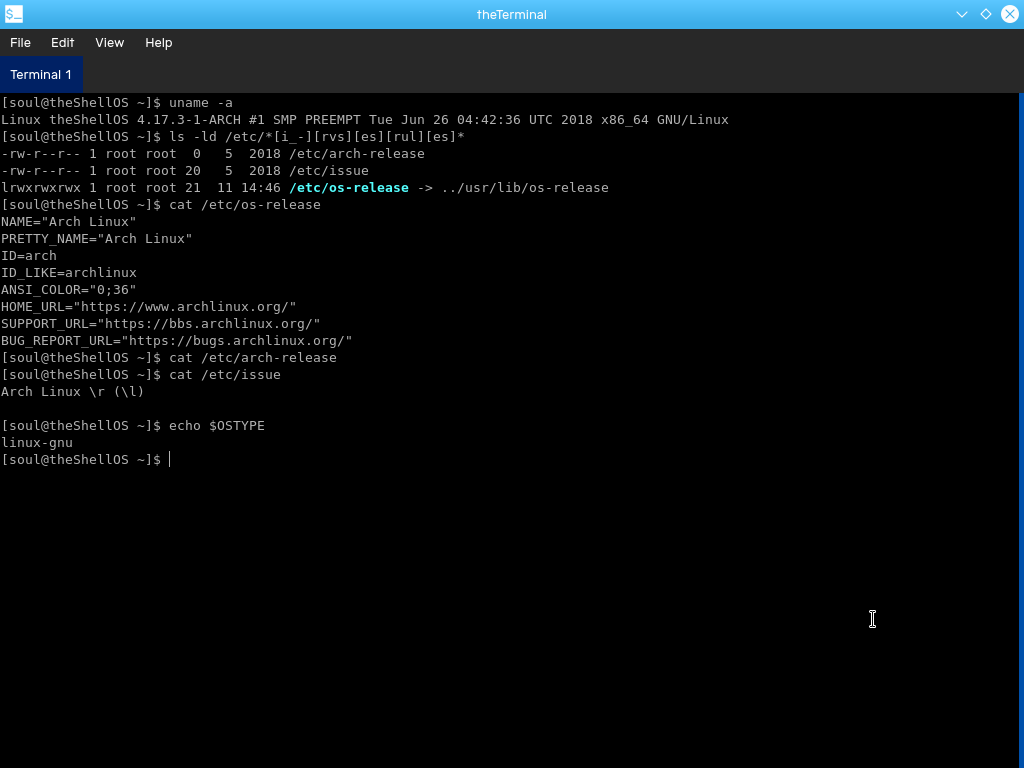 $_
theTerminal
File Edit View Help
Terminal 1
[soul@theShellOS ~]$ uname -a
Linux theShellOS 4.17.3-1-ARCH #1 SMP PREEMPT Tue Jun 26 04:42:36 UTC 2018 x86_64 GNU/Linux
[soul@theShellOS ~]$ ls -ld /etc/*[i_-][rvs][es][rul][es]*
-rw-r--r-- 1 root root  0   5  2018 /etc/arch-release
-rw-r--r-- 1 root root 20   5  2018 /etc/issue
lrwxrwxrwx 1 root root 21  11 14:46 /etc/os-release -> ../usr/lib/os-release
[soul@theShellOS ~]$ cat /etc/os-release
NAME="Arch Linux"
PRETTY_NAME="Arch Linux"
ID=arch
ID_LIKE=archlinux
ANSI_COLOR="0;36"
HOME_URL="https://www.archlinux.org/"
SUPPORT_URL="https://bbs.archlinux.org/"
BUG_REPORT_URL="https://bugs.archlinux.org/"
[soul@theShellOS ~]$ cat /etc/arch-release
[soul@theShellOS ~]$ cat /etc/issue
Arch Linux \r (\l)
[soul@theShellOS ~]$ echo $OSTYPE
linux-gnu
[soul@theShellOS ~]$